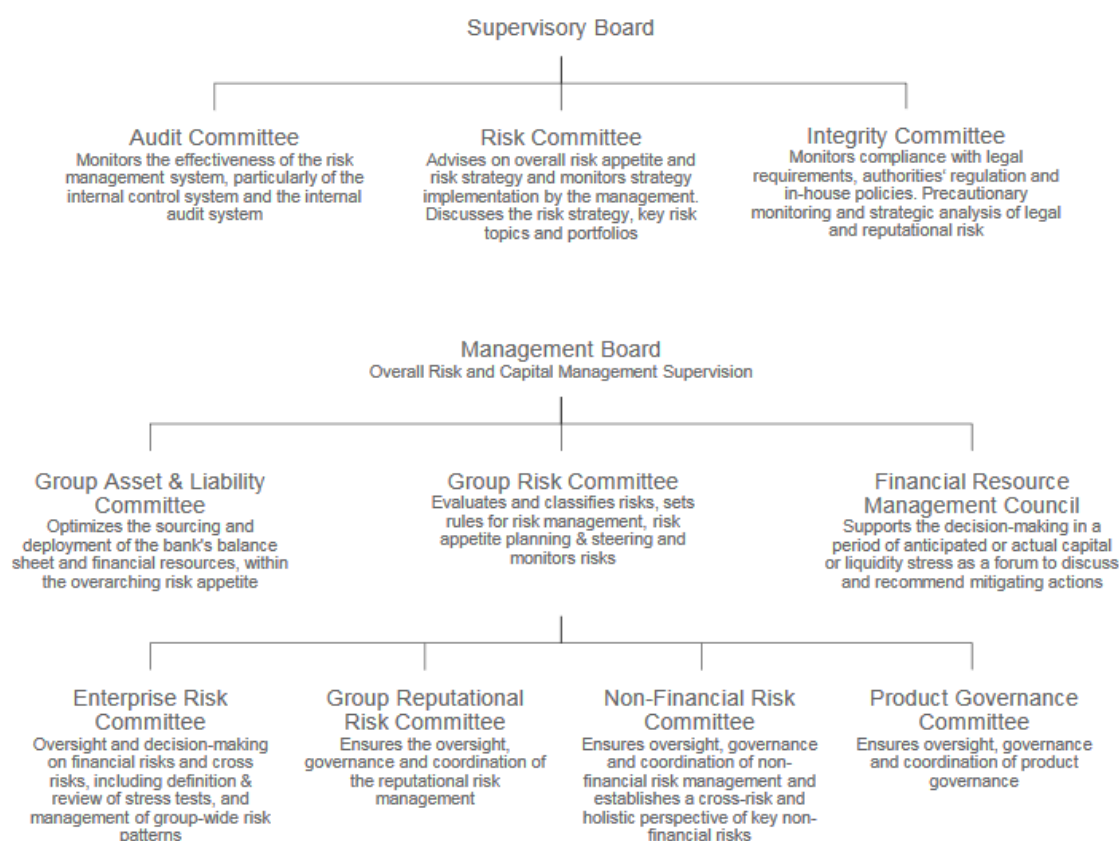 Supervisory Board
Audit Committee
Monitors the effectiveness of the risk
management system, particularly of the
internal control system and the internal
audit system
Risk Committee
Advises on overall risk appetite and
risk strategy and monitors strategy
implementation by the management.
Discusses the risk strategy, key risk
topics and portfolios
Integrity Committee
Monitors compliance with legal
requirements, authorities' regulation and
in-house policies. Precautionary
monitoring and strategic analysis of legal
and reputational risk
Management Board
Overall Risk and Capital Management Supervision
Group Asset & Liability
Committee
Optimizes the sourcing and
deployment of the bank's balance
sheet and financial resources, within
the overarching risk appetite
Group Risk Committee
Evaluates and classifies risks, sets
rules for risk management, risk
appetite planning & steering and
monitors risks
Financial Resource
Management Council
Supports the decision-making in a
period of anticipated or actual capital
or liquidity stress as a forum to discuss
and recommend mitigating actions
Enterprise Risk
Committee
Oversight and decision-making
on financial risks and cross
risks, including definition &
review of stress tests, and
management of group-wide risk
patterns
Group Reputational
Risk Committee
Ensures the oversight,
governance and coordination of
the reputational risk
management
Non-Financial Risk
Committee
Ensures oversight, governance
and coordination of non-
financial risk management and
establishes a cross-risk and
holistic perspective of key non-
financial risks
Product Governance
Committee
Ensures oversight, governance
and coordination of product
governance